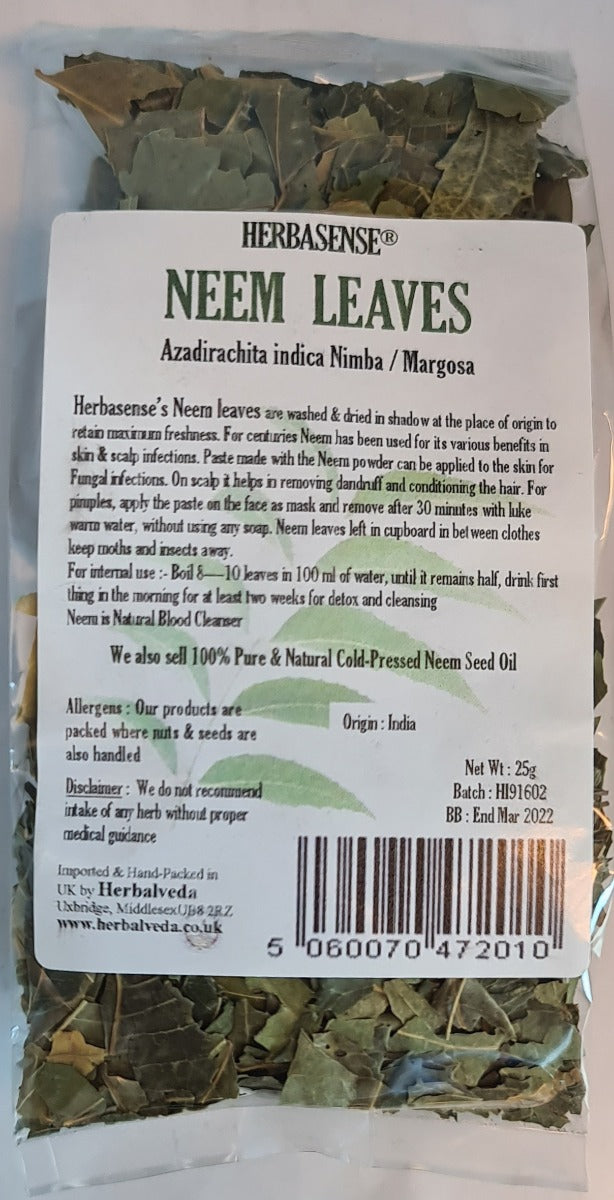 HERBASENSE®
NEEM LEAVES
Azadirachita indica Nimba / Margosa
Herbasense's Neem leaves are washed & dried in shadow at the place of origin to
retain maximum freshness. For centuries Neem has been used for its various benefits in
skin & scalp infections. Paste made with the Neem powder can be applied to the skin for
Fungal infections. On scalp it helps in removing dandruff and conditioning the hair. For
pimples, apply the paste on the face as mask and remove after 30 minutes with luke
warm water, without using any soap. Neem leaves left in cupboard in between clothes
keep moths and insects away.
For internal use :- Boil 8—10 leaves in 100 ml of water, until it remains half, drink first
thing in the morning for at least two weeks for detox and cleansing
Neem is Natural Blood Cleanser
We also sell 100% Pure & Natural Cold-Pressed Neem Seed Oil
Allergens : Our products are
packed where nuts & seeds are
also handled
Origin : India
Disclaimer : We do not recommend
intake of any herb without proper
medical guidance
Net Wt : 25g
Batch : HI91602
BB : End Mar 2022
Imported & Hand-Packed in
UK by Herbalveda
Uxbridge, Middlesex UB8 2RZ
www.herbalveda.co.uk
5 060070 472010